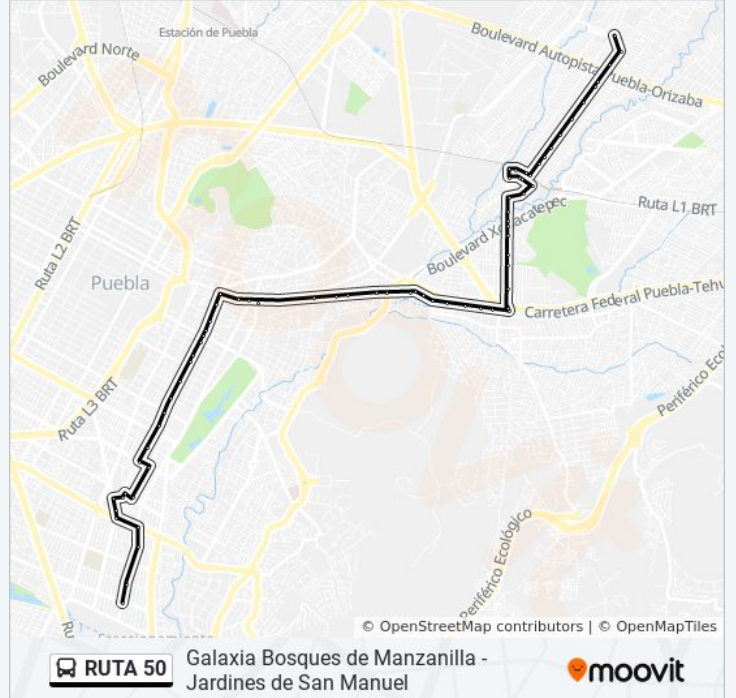 Estación de Puebla
Boulevard Norte
Boulevard Autopista Puebla-Orizaba
Ruta L2 BRT
Boulevard Xonacatepec
Ruta L1 BRT
Puebla
Carretera Federal Puebla-Tehu
Ruta L3 BRT
Periférico Eco
Periférico Ecológico
Ru
Fraccionamiento
© OpenStreetMap contributors | © OpenMapTiles
RUTA 50
Galaxia Bosques de Manzanilla -
Jardines de San Manuel
moovit